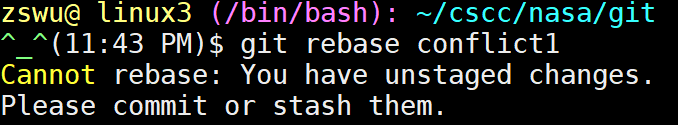 zswu@ linux3 (/bin/bash): ~/cscc/nasa/git
^_^(11:43 PM)$ git rebase conflict1
Cannot rebase: You have unstaged changes.
Please commit or stash them.